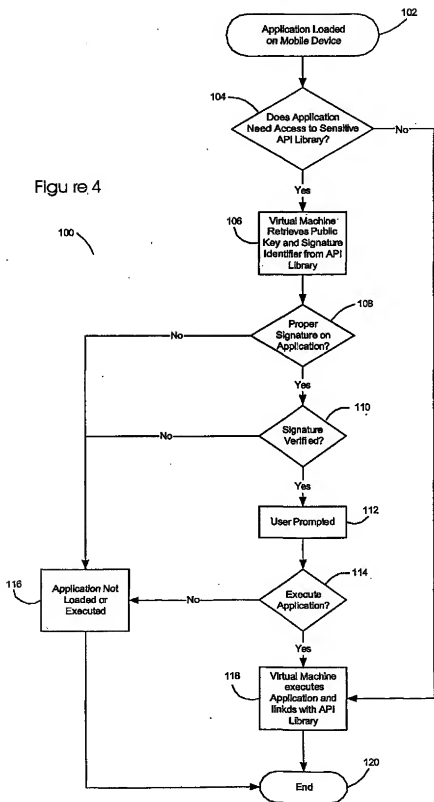 Application Loaded
on Mobile Device
102
104
Does Application
Need Access to Sensitive
API Library?
No
Figure 4
Yes
100
106
Virtual Machine
Retrieves Public
Key and Signature
Identifier from API
Library
108
No
Proper
Signature on
Application?
Yes
110
No
Signature
Verified?
Yes
112
User Prompted
114
116
Application Not
Loaded or
Executed
No
Execute
Application?
Yes
118
Virtual Machine
executes
Application and
linkds with API
Library
120
End